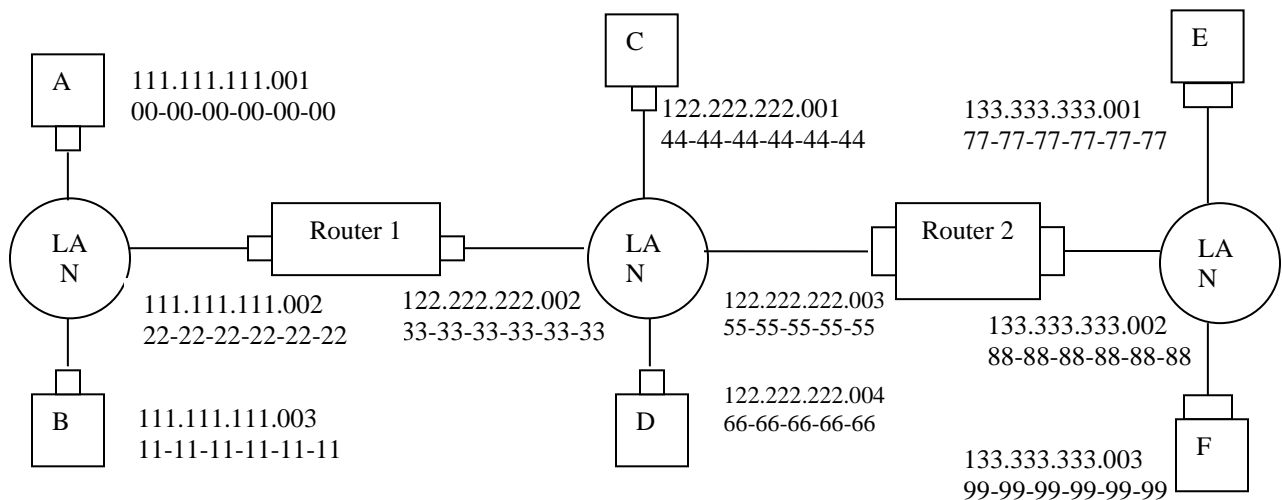 A
111.111.111.001
00-00-00-00-00-00
C
122.222.222.001
44-44-44-44-44-44
E
133.333.333.001
77-77-77-77-77-77
LA
N
Router 1
LA
N
Router 2
LA
N
111.111.111.002
22-22-22-22-22-22
122.222.222.002
33-33-33-33-33-33
122.222.222.003
55-55-55-55-55
133.333.333.002
88-88-88-88-88-88
B
111.111.111.003
11-11-11-11-11-11
D
122.222.222.004
66-66-66-66-66
F
133.333.333.003
99-99-99-99-99-99